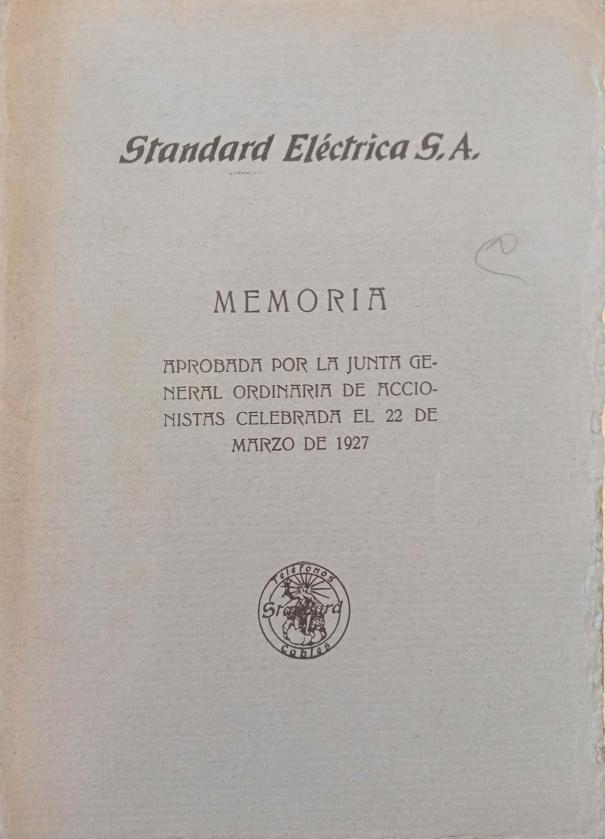 Standard Eléctrica S.A.
MEMORIA
APROBADA POR LA JUNTA GE-
NERAL ORDINARIA DE ACCIO-
NISTAS CELEBRADA EL 22 DE
MARZO DE 1927
Teléfonos
Standard
Cables